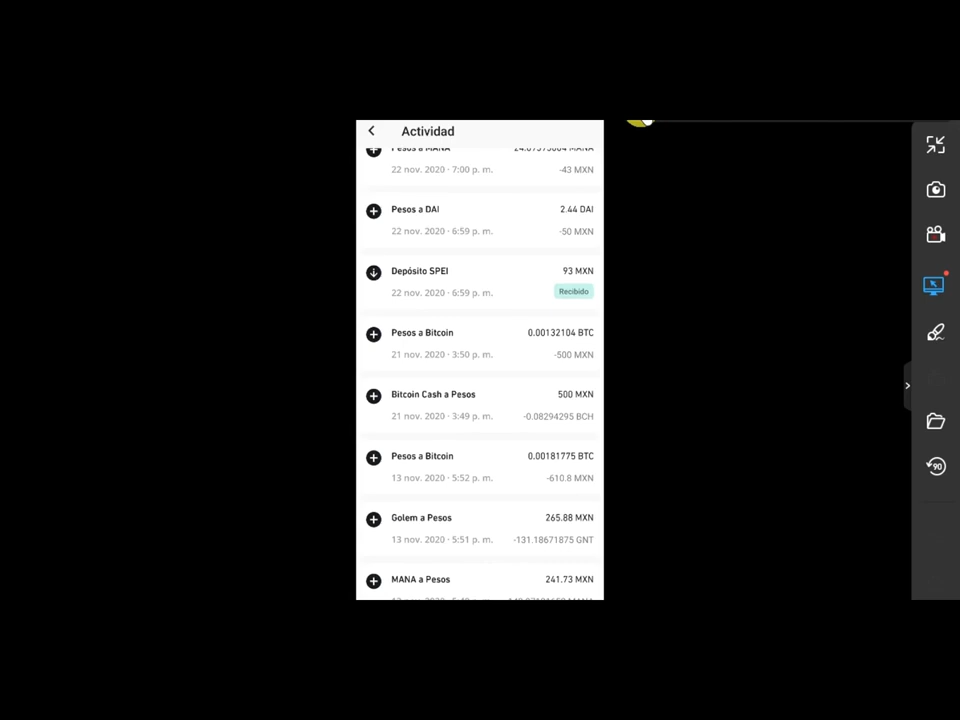 Actividad
Pesos a MANA
22 nov. 2020 · 7:00 p. m. -43 MXN
Pesos a DAI 2.44 DAI
22 nov. 2020 · 6:59 p. m. -50 MXN
Depósito SPEI 93 MXN
22 nov. 2020 · 6:59 p. m. Recibido
Pesos a Bitcoin 0.00132104 BTC
21 nov. 2020 · 3:50 p. m. -500 MXN
Bitcoin Cash a Pesos 500 MXN
21 nov. 2020 · 3:49 p. m. -0.08294295 BCH
Pesos a Bitcoin 0.00181775 BTC
13 nov. 2020 · 5:52 p. m. -610.8 MXN
Golem a Pesos 265.88 MXN
13 nov. 2020 · 5:51 p. m. -131.18671875 GNT
MANA a Pesos 241.73 MXN
90